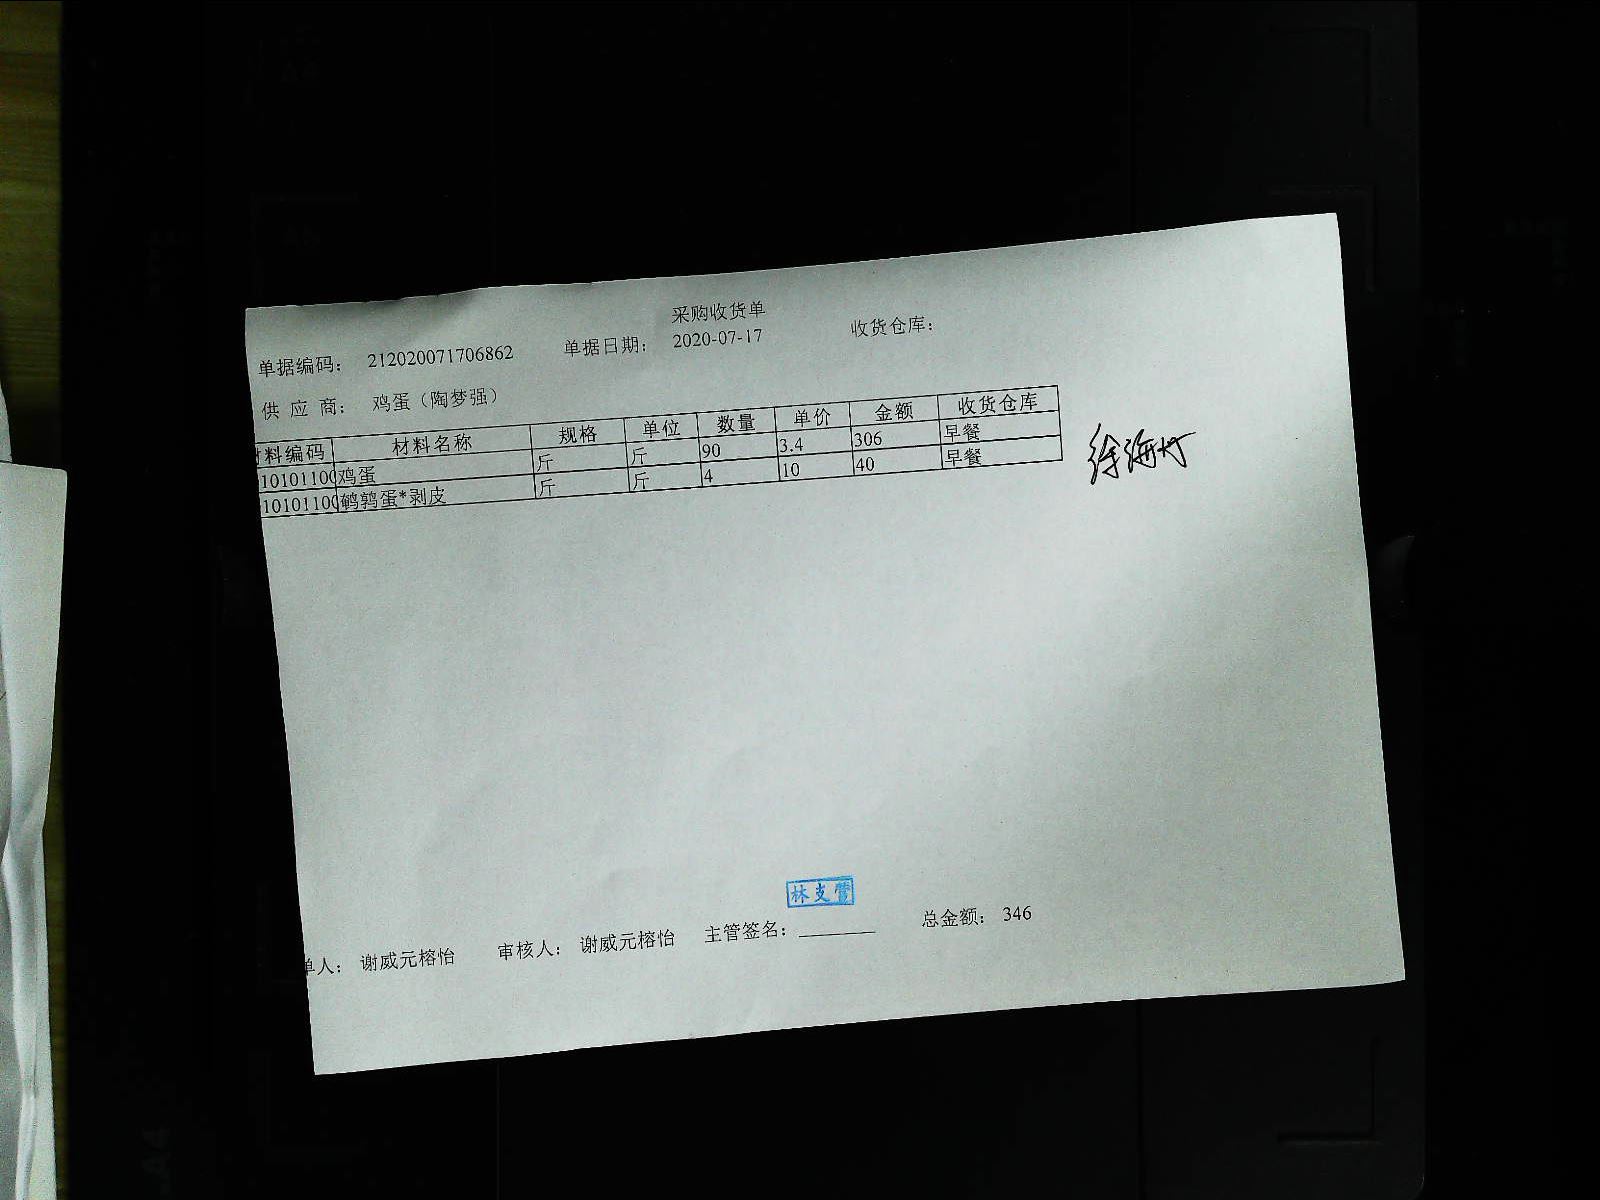 采购收货单
单据编码： 212020071706862 单据日期： 2020-07-17 收货仓库：
供 应 商： 鸡蛋（陶梦强）
材料编码 材料名称 规格 单位 数量 单价 金额 收货仓库
10101100 鸡蛋 斤 斤 90 3.4 306 早餐
10101100 鹌鹑蛋*剥皮 斤 斤 4 10 40 早餐
林支营
单人： 谢威元榕怡 审核人： 谢威元榕怡 主管签名： 总金额： 346